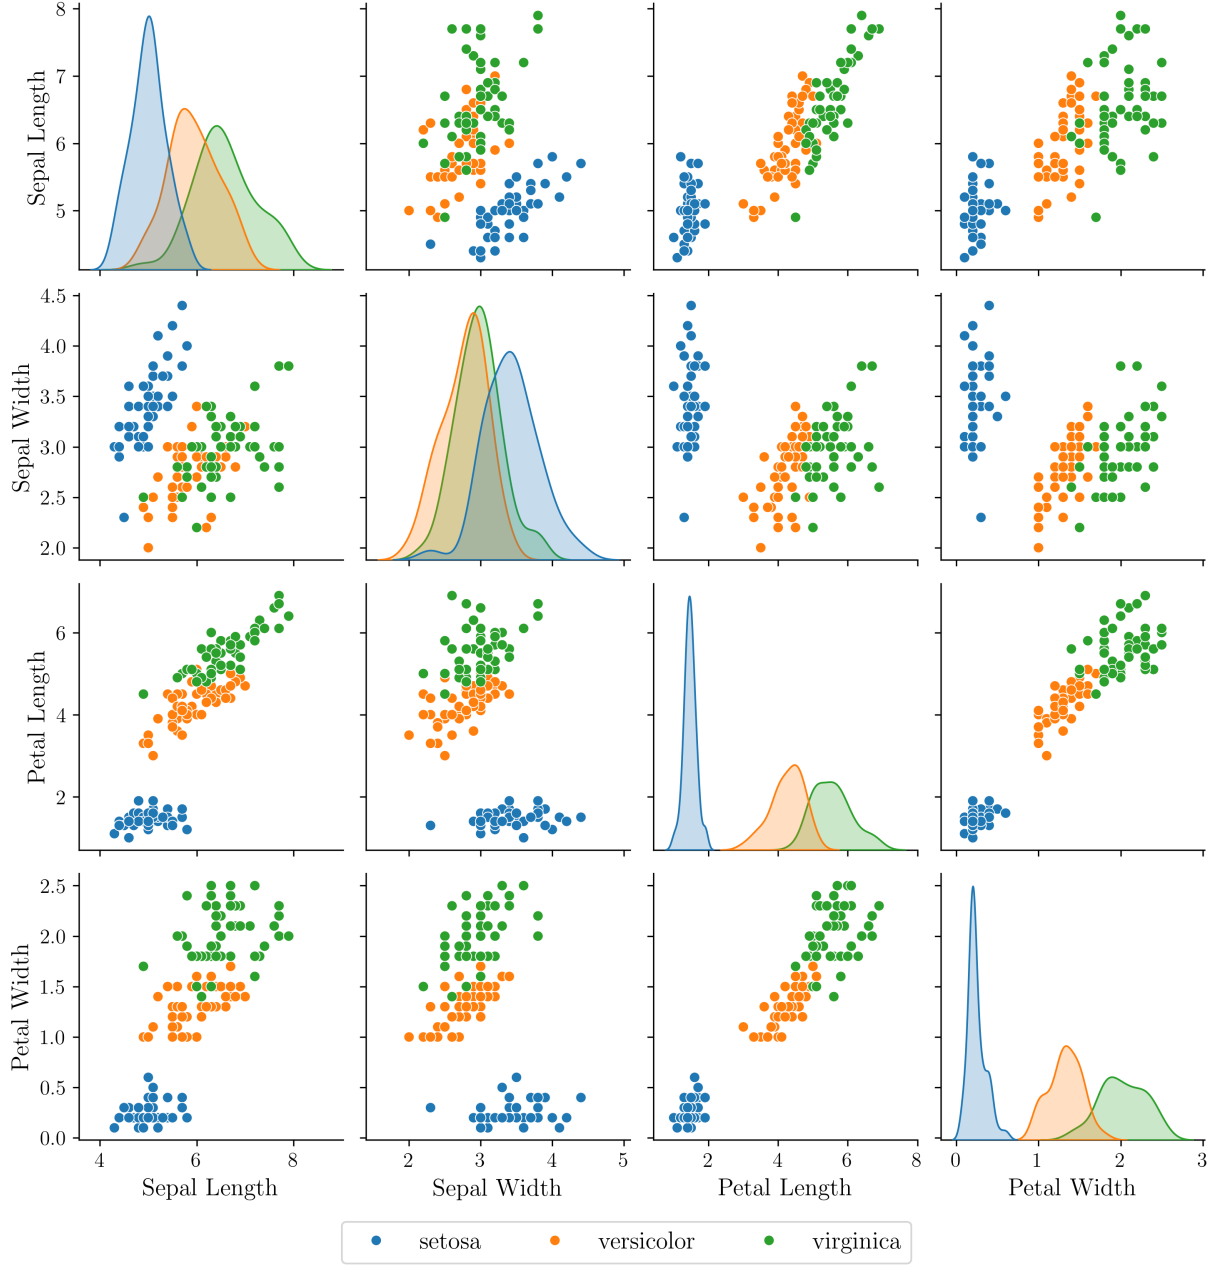 8
7
6
5
Sepal Length
4.5
4.0
3.5
3.0
2.5
2.0
Sepal Width
6
4
2
Petal Length
2.5
2.0
1.5
1.0
0.5
0.0
Petal Width
4 6 8 2 3 4 5 2 4 6 8 0 1 2 3
Sepal Length Sepal Width Petal Length Petal Width
setosa versicolor virginica